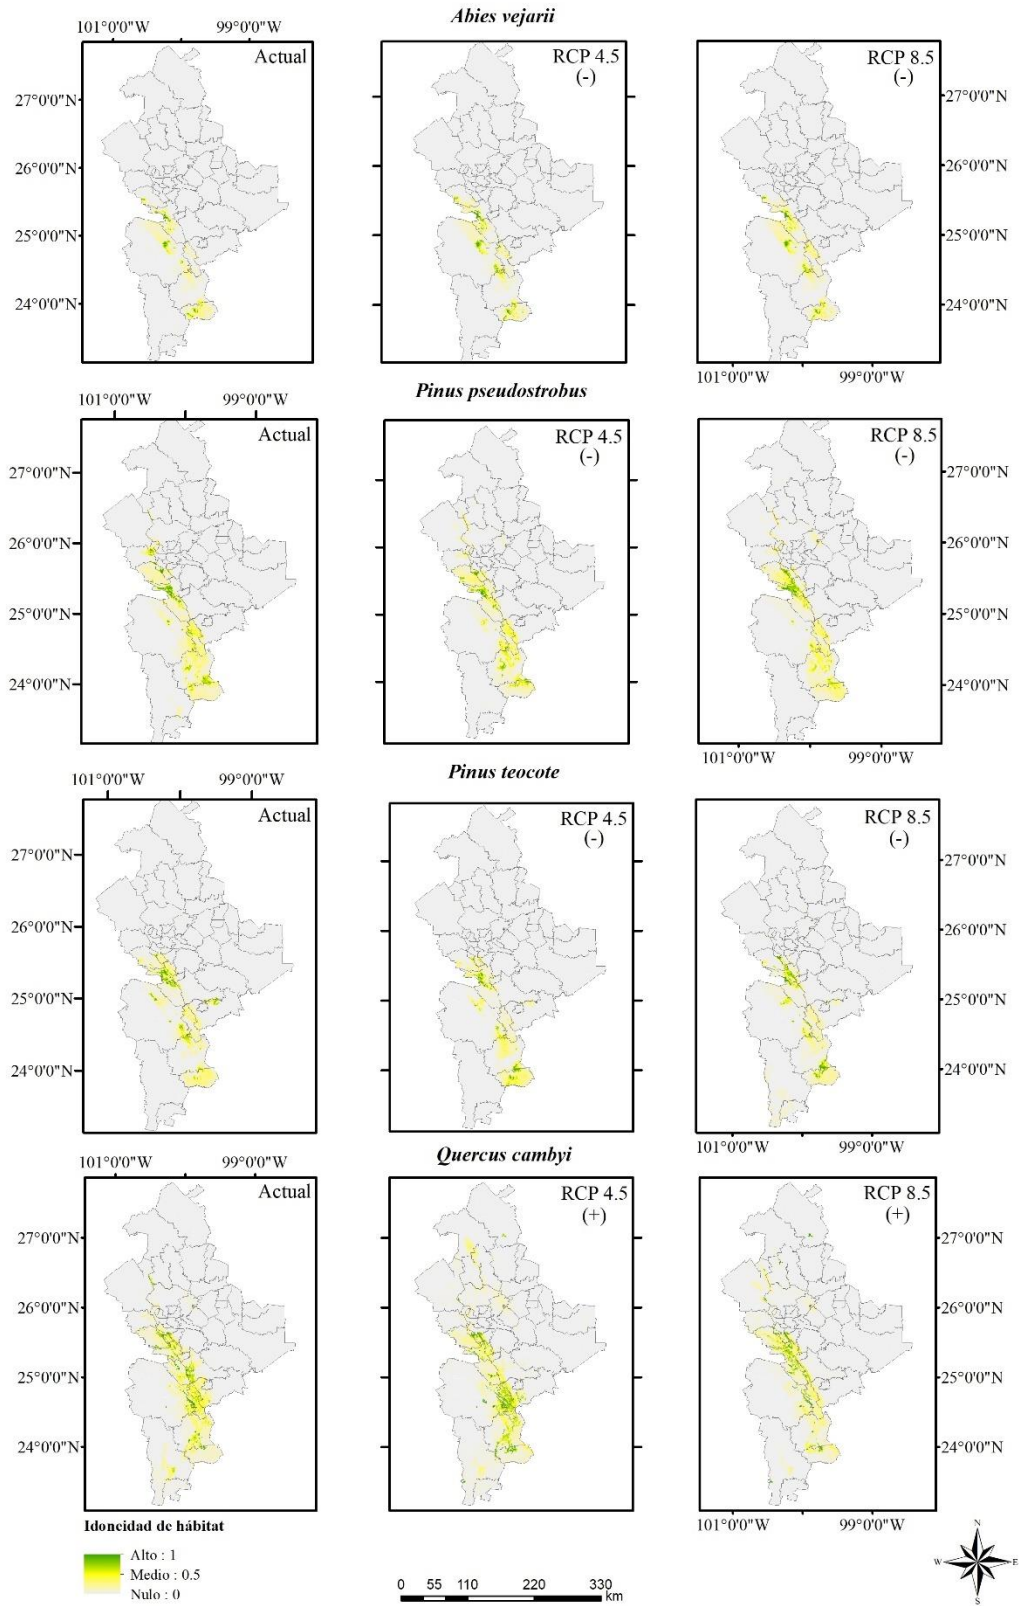 Abies vejarii
101°0'0"W 99°0'0"W
Actual
RCP 4.5
(-)
RCP 8.5
(-)
27°0'0"N
26°0'0"N
25°0'0"N
24°0'0"N
27°0'0"N
26°0'0"N
25°0'0"N
24°0'0"N
101°0'0"W 99°0'0"W
Pinus pseudostrobus
101°0'0"W 99°0'0"W
Actual
RCP 4.5
(-)
RCP 8.5
(-)
27°0'0"N
26°0'0"N
25°0'0"N
24°0'0"N
27°0'0"N
26°0'0"N
25°0'0"N
24°0'0"N
101°0'0"W 99°0'0"W
Pinus teocote
101°0'0"W 99°0'0"W
Actual
RCP 4.5
(-)
RCP 8.5
(-)
27°0'0"N
26°0'0"N
25°0'0"N
24°0'0"N
27°0'0"N
26°0'0"N
25°0'0"N
24°0'0"N
101°0'0"W 99°0'0"W
Quercus cambyi
101°0'0"W 99°0'0"W
Actual
RCP 4.5
(+)
RCP 8.5
(+)
27°0'0"N
26°0'0"N
25°0'0"N
24°0'0"N
27°0'0"N
26°0'0"N
25°0'0"N
24°0'0"N
101°0'0"W 99°0'0"W
Idoneidad de hábitat
Alto : 1
Medio : 0.5
Nulo : 0
0 55 110 220 330
km
N
W E
S